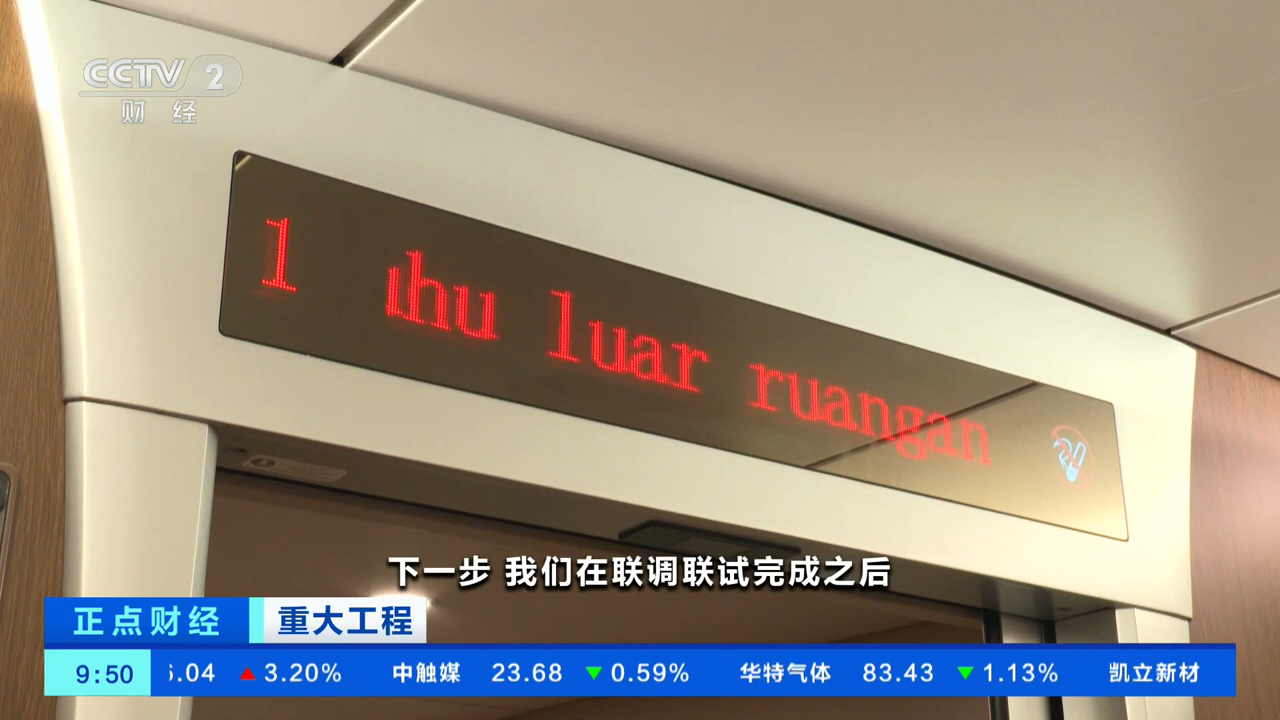 CCTV 2
财 经
1 uhu luar ruangan
下一步 我们在联调联试完成之后
正点财经 重大工程
9:50 .04 ▲ 3.20% 中触媒 23.68 ▼ 0.59% 华特气体 83.43 ▼ 1.13% 凯立新材